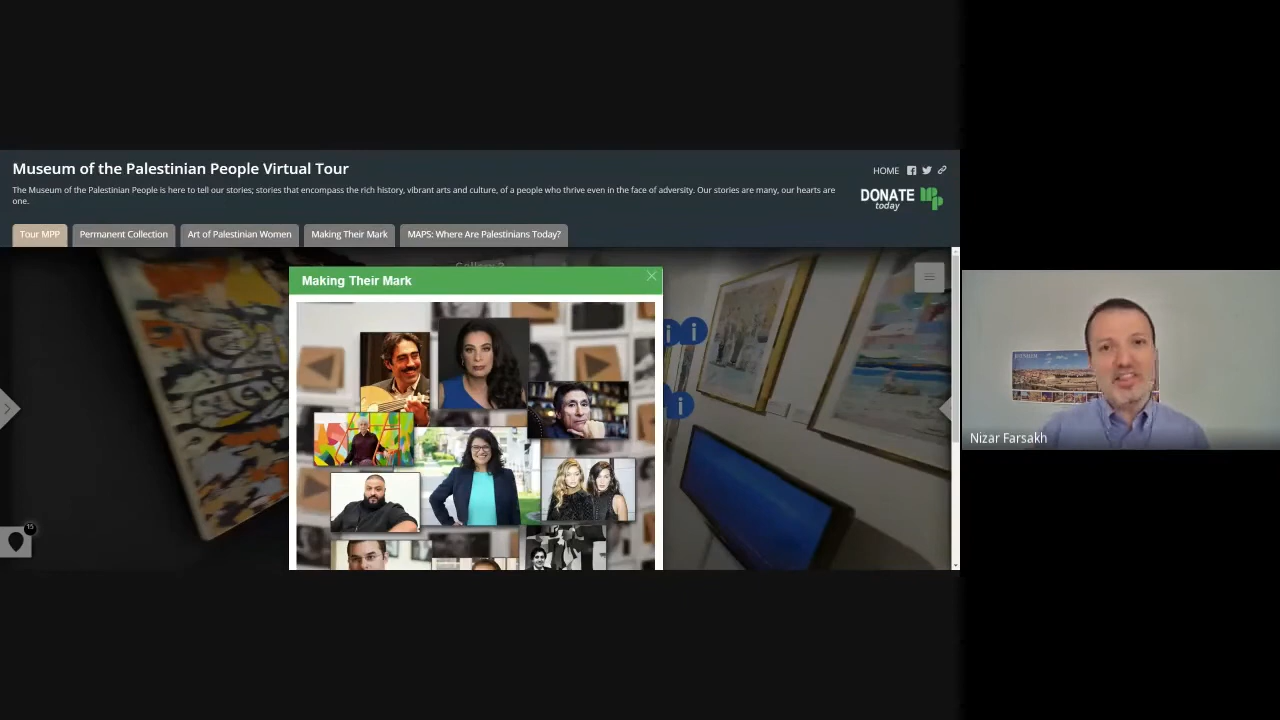 Museum of the Palestinian People Virtual Tour
The Museum of the Palestinian People is here to tell our stories; stories that encompass the rich history, vibrant arts and culture, of a people who thrive even in the face of adversity. Our stories are many, our hearts are
one.
HOME
DONATE
today
Tour MPP
Permanent Collection
Art of Palestinian Women
Making Their Mark
MAPS: Where Are Palestinians Today?
Making Their Mark
15
Nizar Farsakh